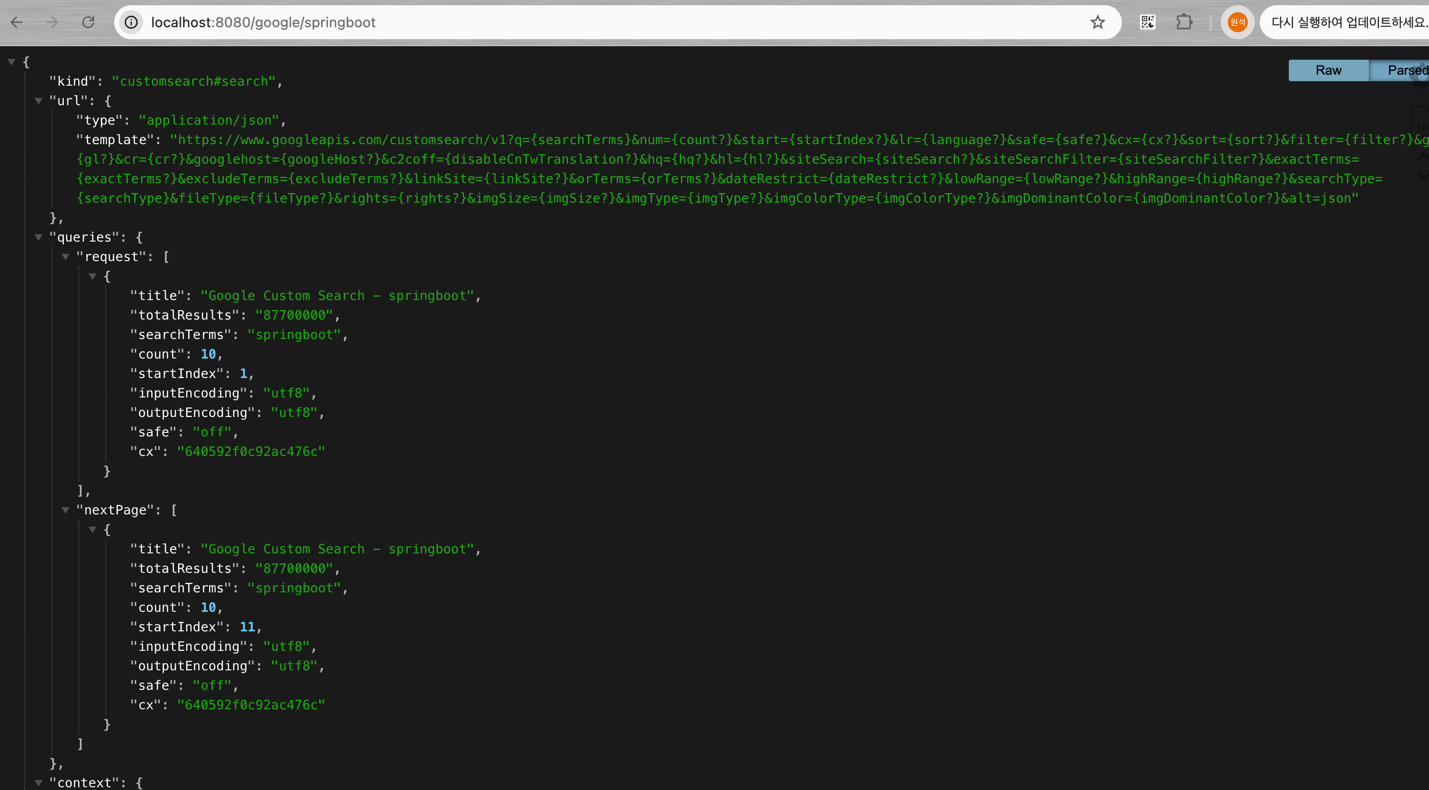 localhost:8080/google/springboot
원석
다시 실행하여 업데이트하세요.
Raw
Parsed
{
"kind": "customsearch#search",
"url": {
"type": "application/json",
"template": "https://www.googleapis.com/customsearch/v1?q={searchTerms}&num={count?}&start={startIndex?}&lr={language?}&safe={safe?}&cx={cx?}&sort={sort?}&filter={filter?}&g
{gl?}&cr={cr?}&googlehost={googleHost?}&c2coff={disableCnTwTranslation?}&hq={hq?}&hl={hl?}&siteSearch={siteSearch?}&siteSearchFilter={siteSearchFilter?}&exactTerms=
{exactTerms?}&excludeTerms={excludeTerms?}&linkSite={linkSite?}&orTerms={orTerms?}&dateRestrict={dateRestrict?}&lowRange={lowRange?}&highRange={highRange?}&searchType=
{searchType}&fileType={fileType?}&rights={rights?}&imgSize={imgSize?}&imgType={imgType?}&imgColorType={imgColorType?}&imgDominantColor={imgDominantColor?}&alt=json"
},
"queries": {
"request": [
{
"title": "Google Custom Search - springboot",
"totalResults": "87700000",
"searchTerms": "springboot",
"count": 10,
"startIndex": 1,
"inputEncoding": "utf8",
"outputEncoding": "utf8",
"safe": "off",
"cx": "640592f0c92ac476c"
}
],
"nextPage": [
{
"title": "Google Custom Search - springboot",
"totalResults": "87700000",
"searchTerms": "springboot",
"count": 10,
"startIndex": 11,
"inputEncoding": "utf8",
"outputEncoding": "utf8",
"safe": "off",
"cx": "640592f0c92ac476c"
}
]
},
"context": {